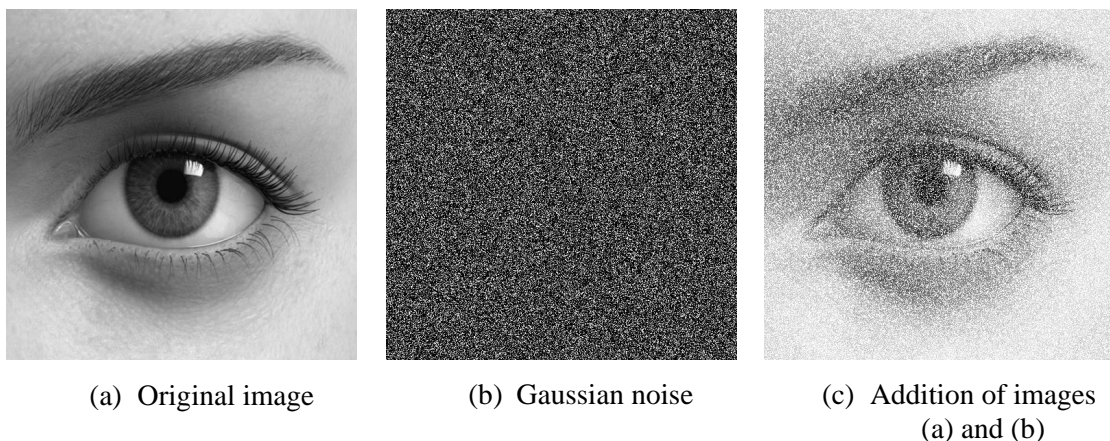 (a) Original image
(b) Gaussian noise
(c) Addition of images
(a) and (b)